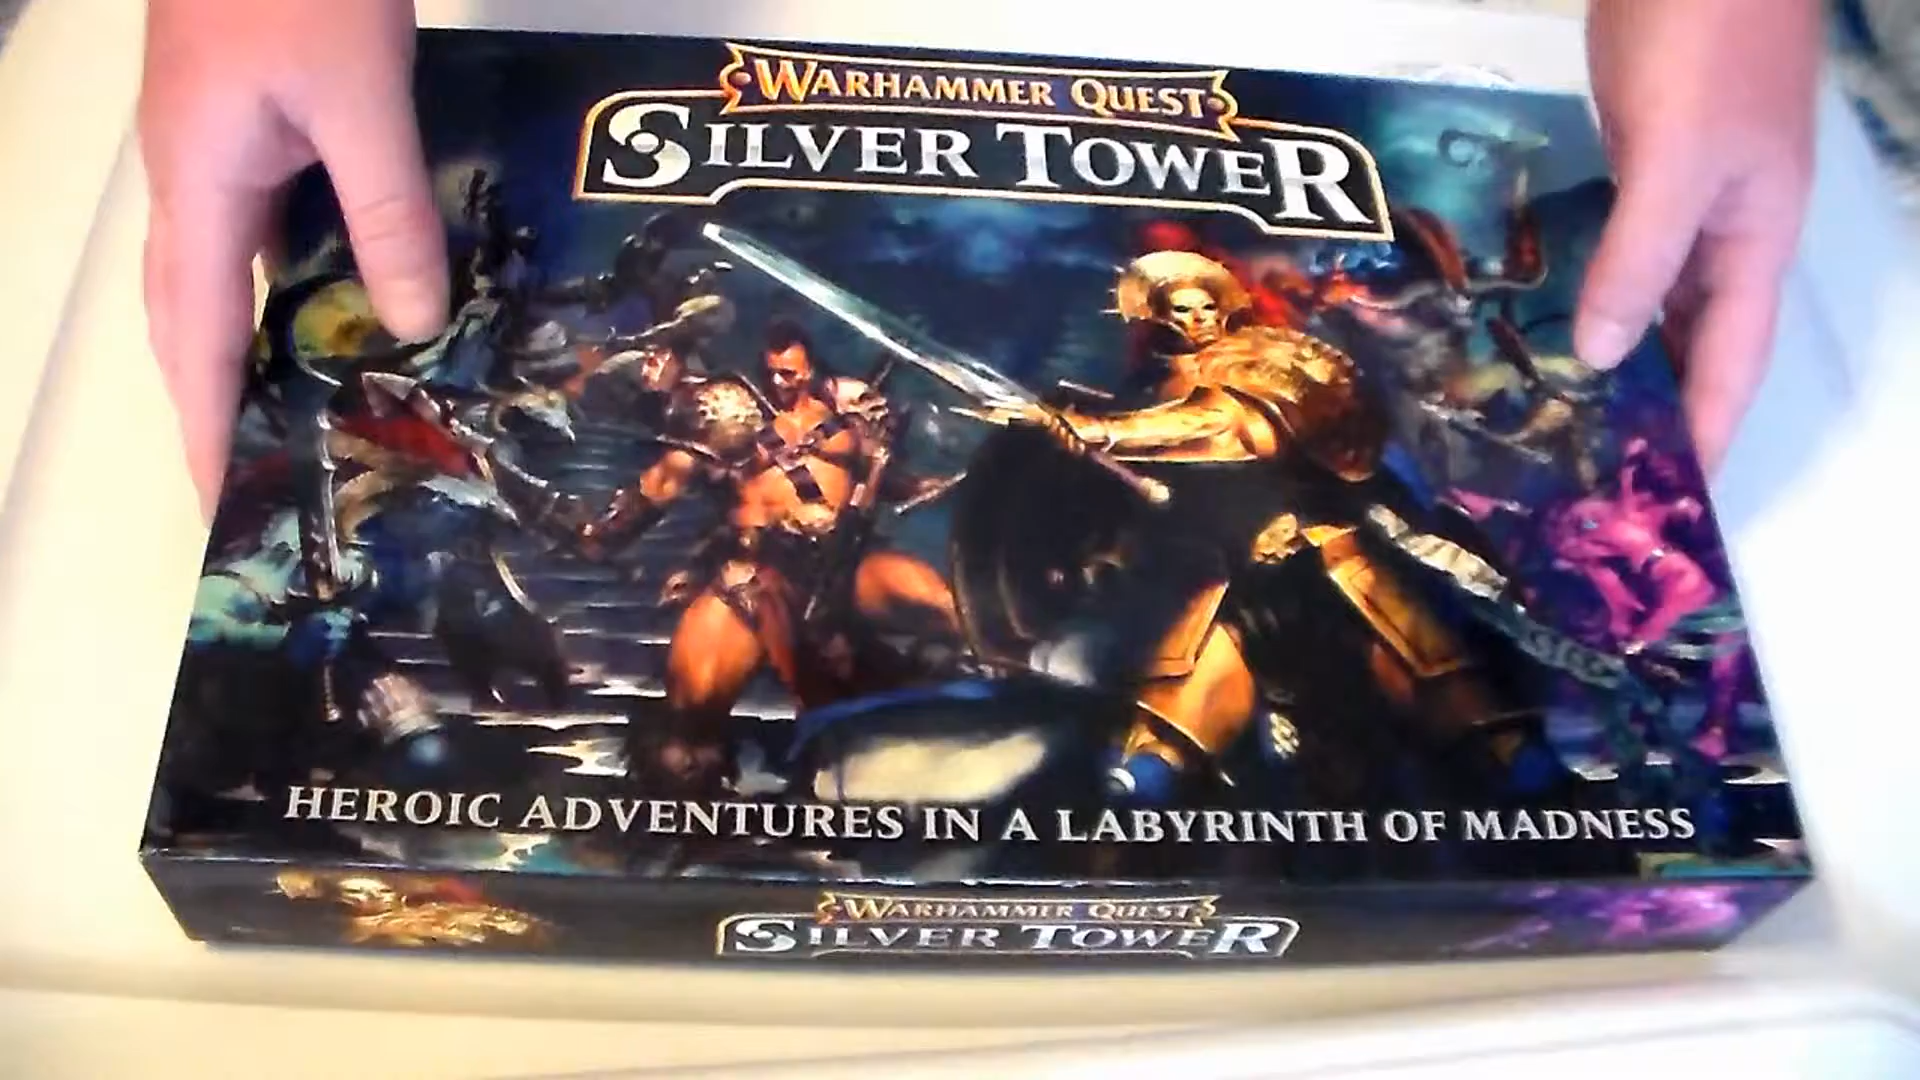 WARHAMMER QUEST
SILVER TOWER
HEROIC ADVENTURES IN A LABYRINTH OF MADNESS
WARHAMMER QUEST
SILVER TOWER